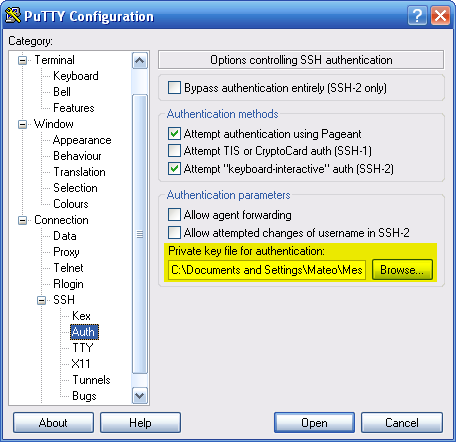 PuTTY Configuration
Category:
Terminal
Keyboard
Bell
Features
Window
Appearance
Behaviour
Translation
Selection
Colours
Connection
Data
Proxy
Telnet
Rlogin
SSH
Kex
Auth
TTY
X11
Tunnels
Bugs
Options controlling SSH authentication
Bypass authentication entirely (SSH-2 only)
Authentication methods
Attempt authentication using Pageant
Attempt TIS or CryptoCard auth (SSH-1)
Attempt "keyboard-interactive" auth (SSH-2)
Authentication parameters
Allow agent forwarding
Allow attempted changes of username in SSH-2
Private key file for authentication:
C:\Documents and Settings\Mateo\Mes
Browse...
About
Help
Open
Cancel